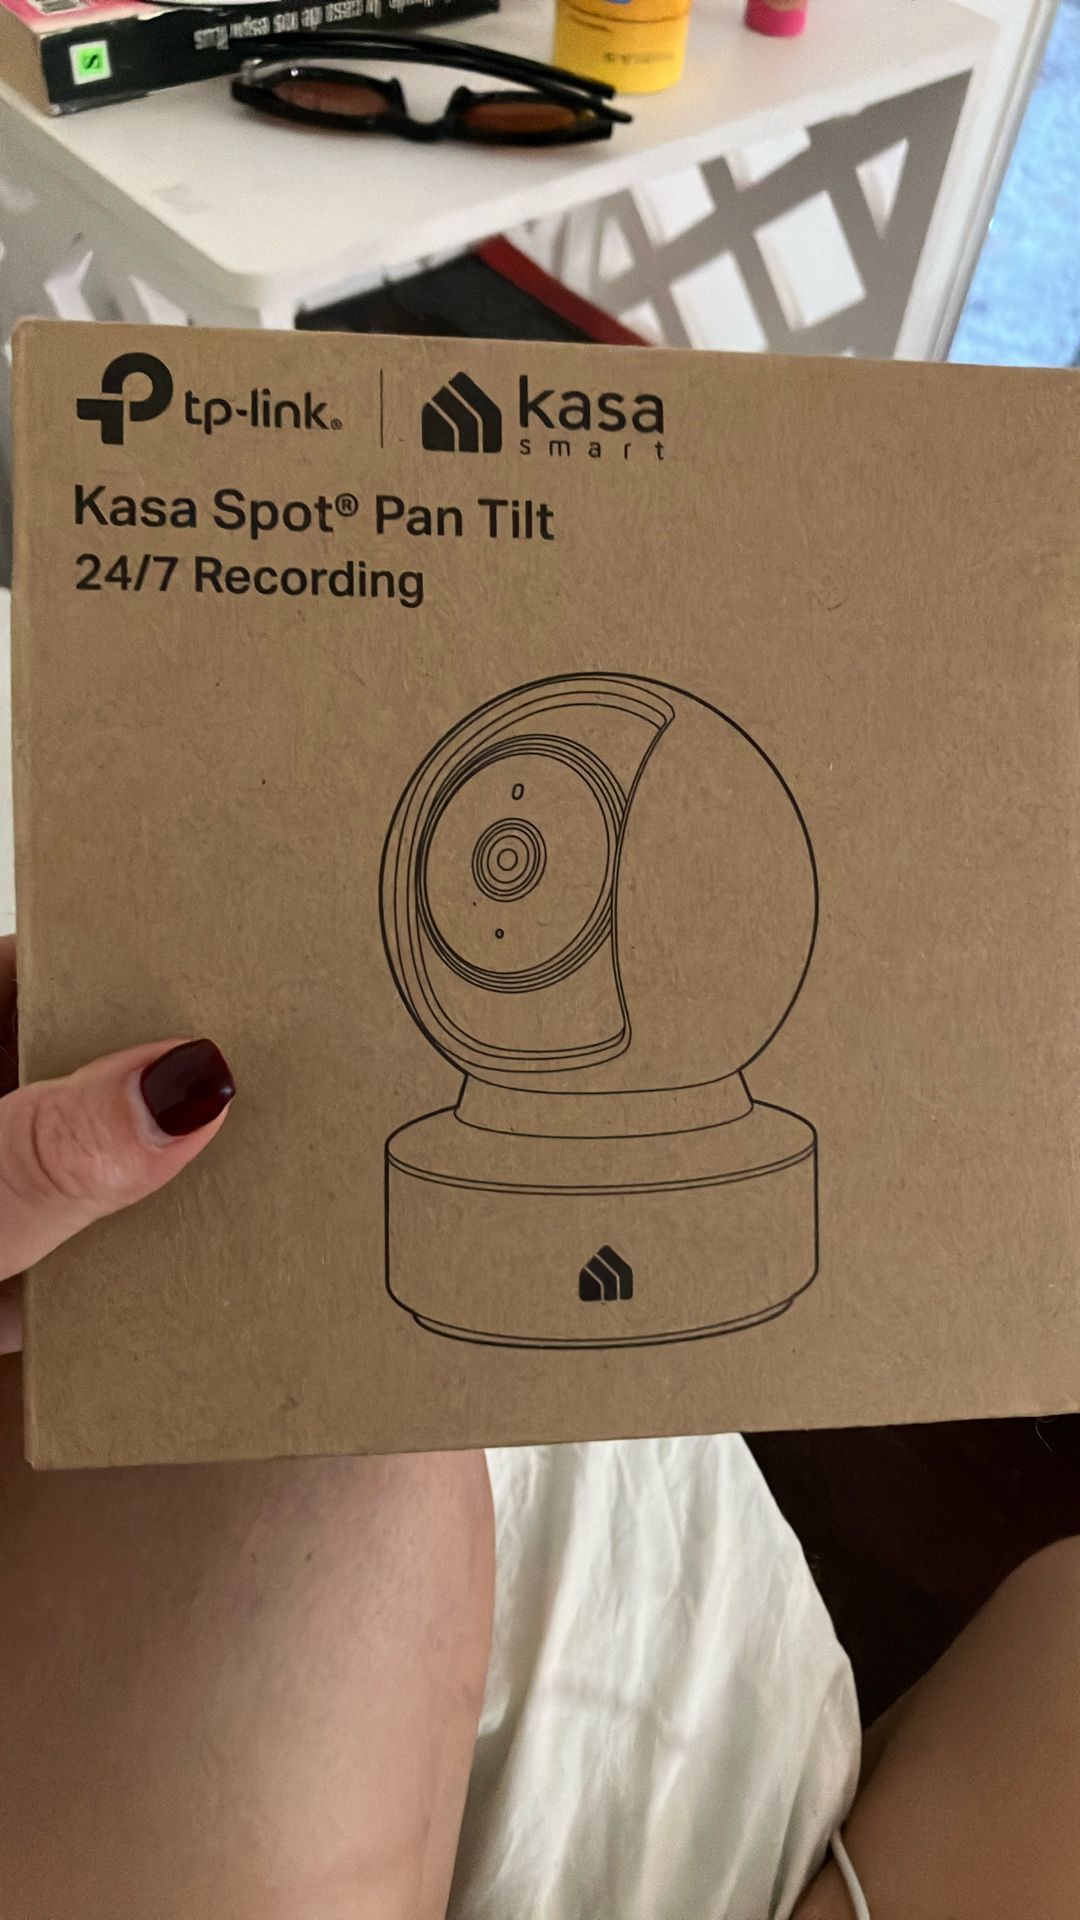 tp-link®
kasa
smart
Kasa Spot® Pan Tilt
24/7 Recording